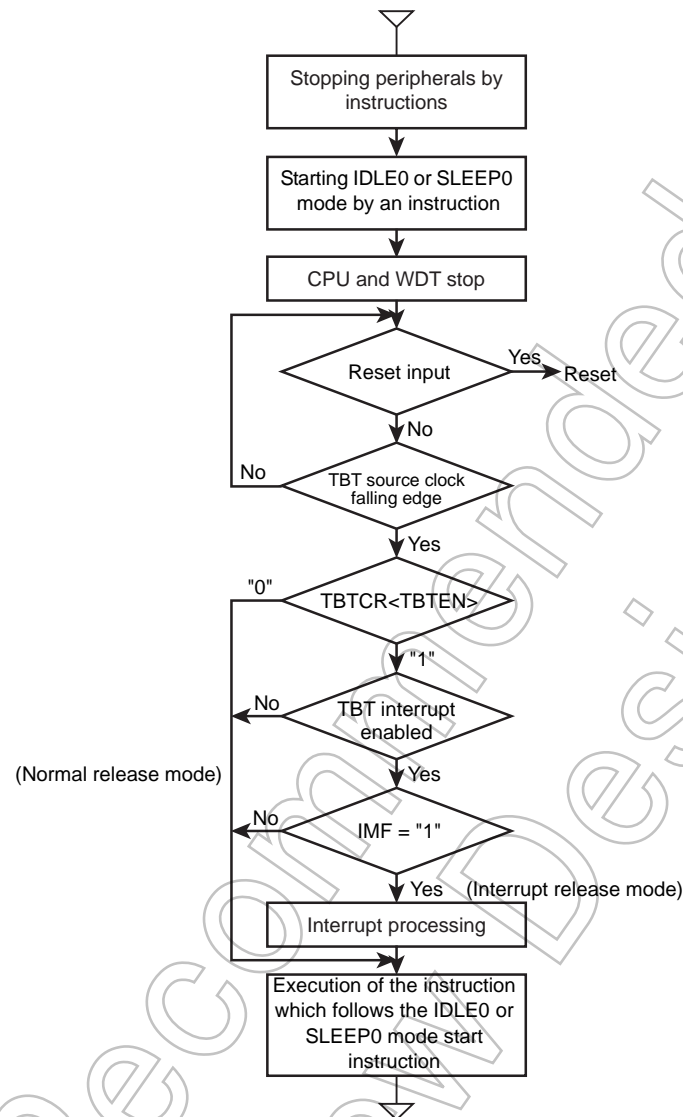 Stopping peripherals by
instructions
Starting IDLE0 or SLEEP0
mode by an instruction
CPU and WDT stop
Reset input
Yes
Reset
No
No
TBT source clock
falling edge
Yes
"0"
TBTCR<TBTEN>
"1"
No
TBT interrupt
enabled
(Normal release mode)
Yes
No
IMF = "1"
Yes
(Interrupt release mode)
Interrupt processing
Execution of the instruction
which follows the IDLE0 or
SLEEP0 mode start
instruction